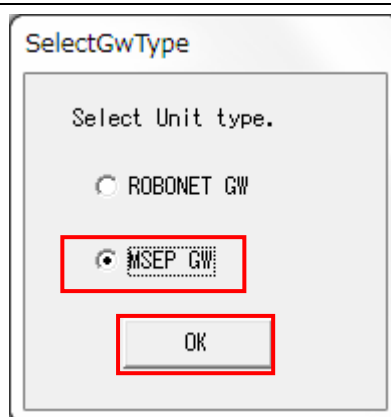 SelectGwType
Select Unit type.
ROBONET GW
MSEP GW
OK